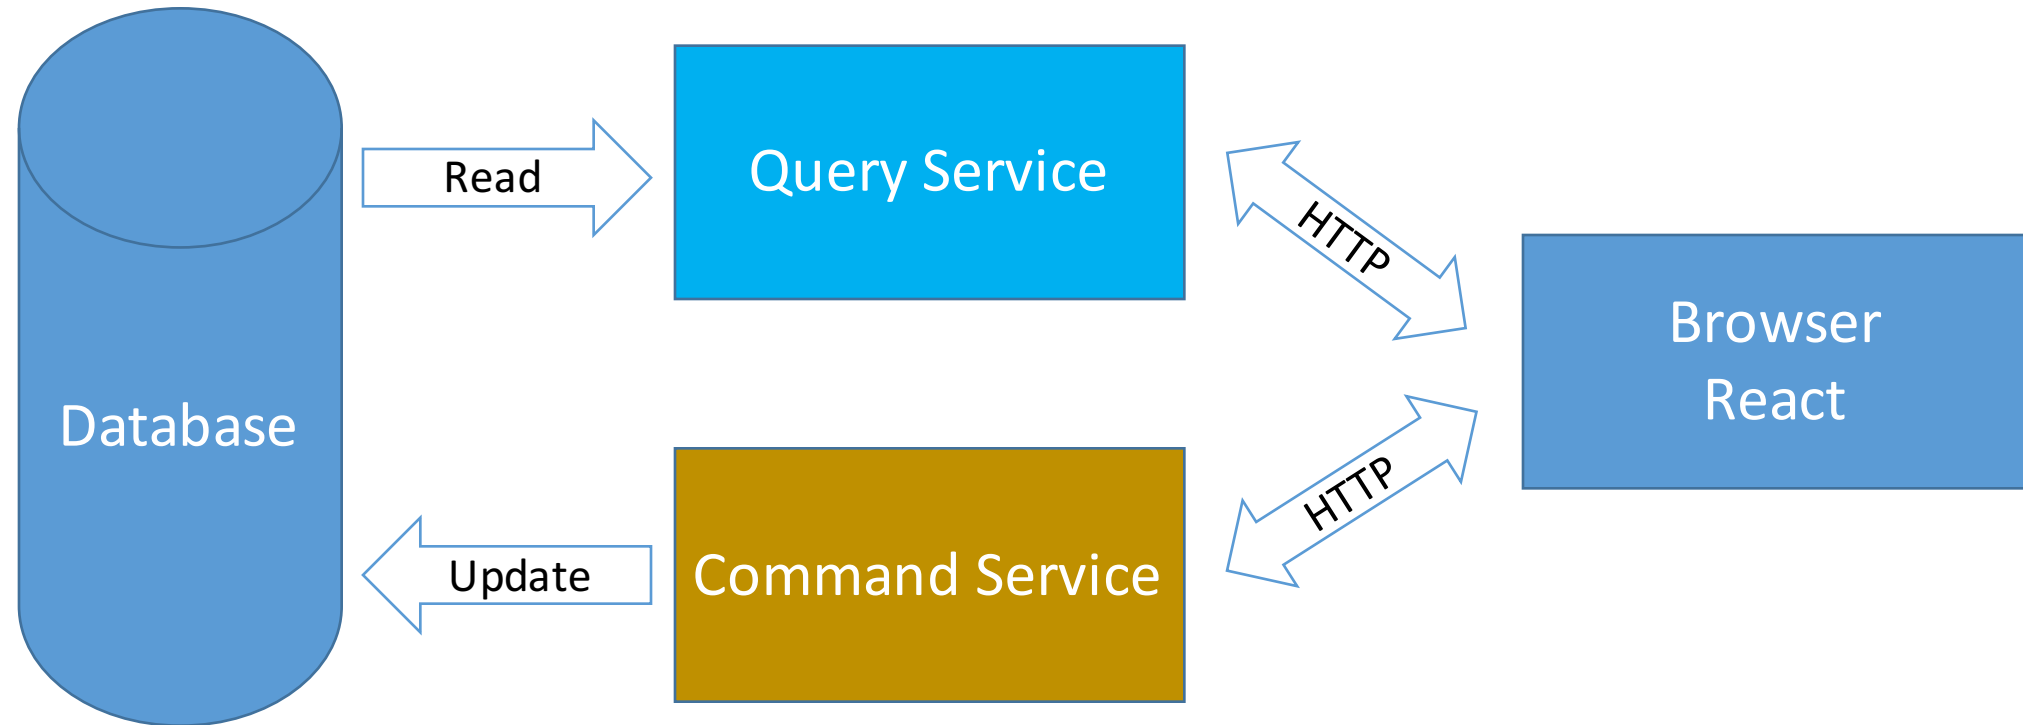 Database
Read
Query Service
HTTP
Browser
React
Update
Command Service
HTTP